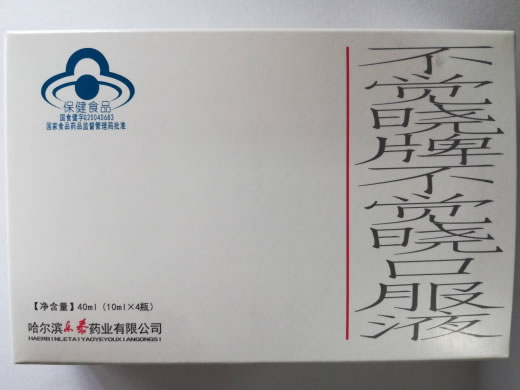 保健食品
国食健字G20040683
国家食品药品监督管理局批准
不觉晓牌不觉晓口服液
【净含量】40ml（10ml×4瓶）
哈尔滨乐泰药业有限公司
HAERBINLETAIYAOYEYOUXIANGONGSI